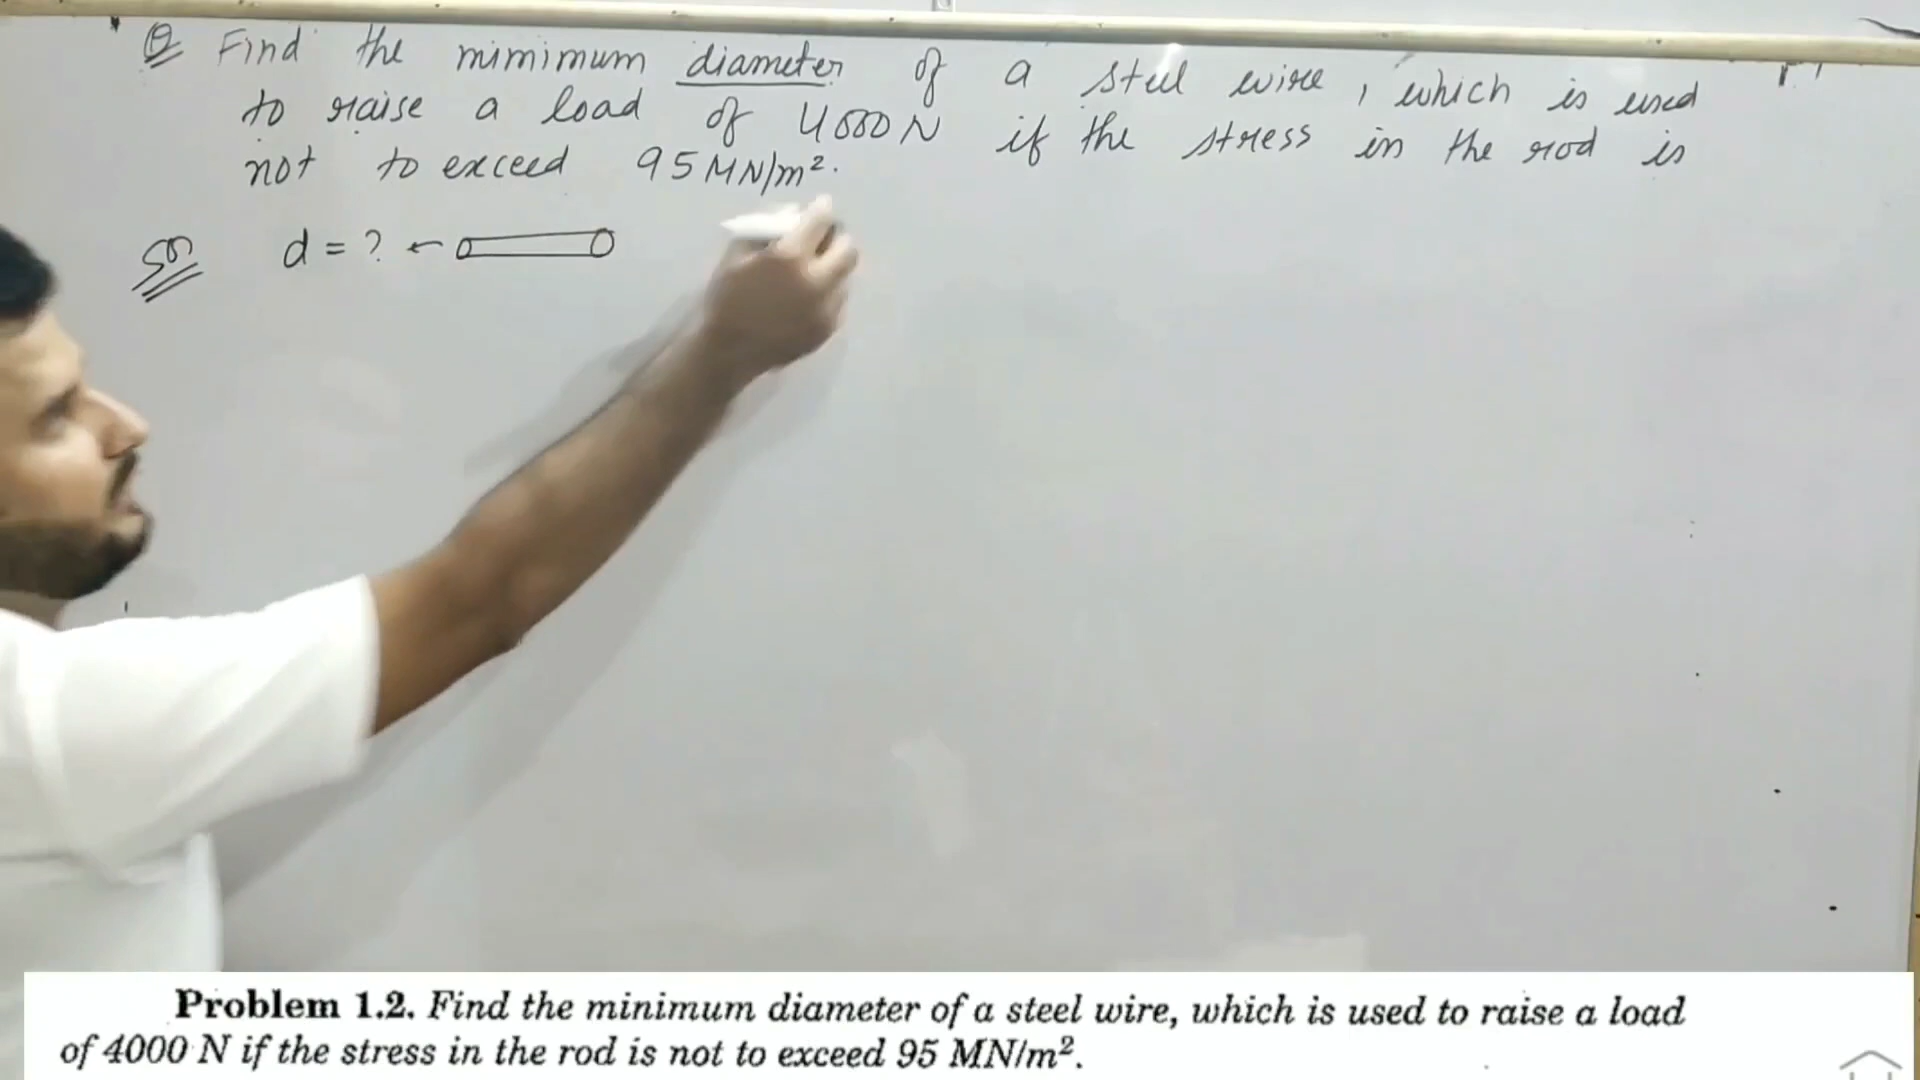 Q Find the minimum diameter of a steel wire, which is used
to raise a load of 4000N if the stress in the rod is
not to exceed 95 MN/m².
Sol d = ? ←
Problem 1.2. Find the minimum diameter of a steel wire, which is used to raise a load
of 4000 N if the stress in the rod is not to exceed 95 MN/m².